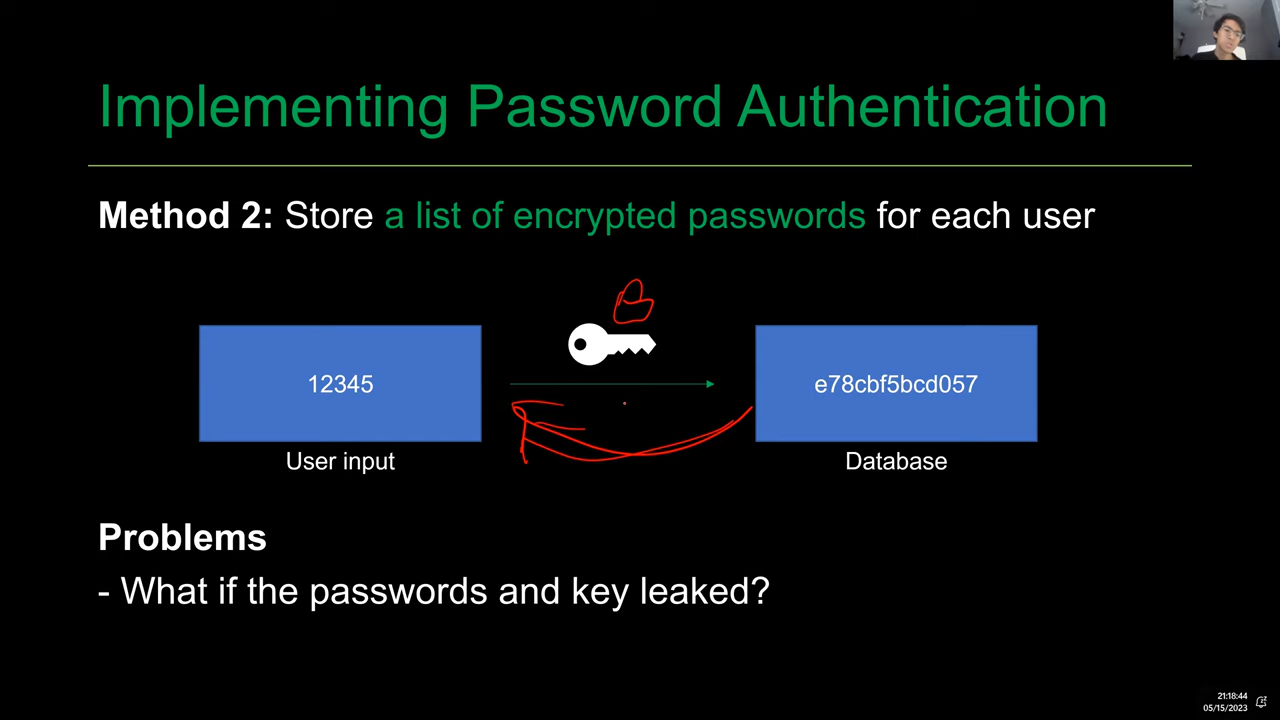 Implementing Password Authentication
Method 2: Store a list of encrypted passwords for each user
12345
e78cbf5bcd057
User input
Database
Problems
- What if the passwords and key leaked?
21:18:44
05/15/2023